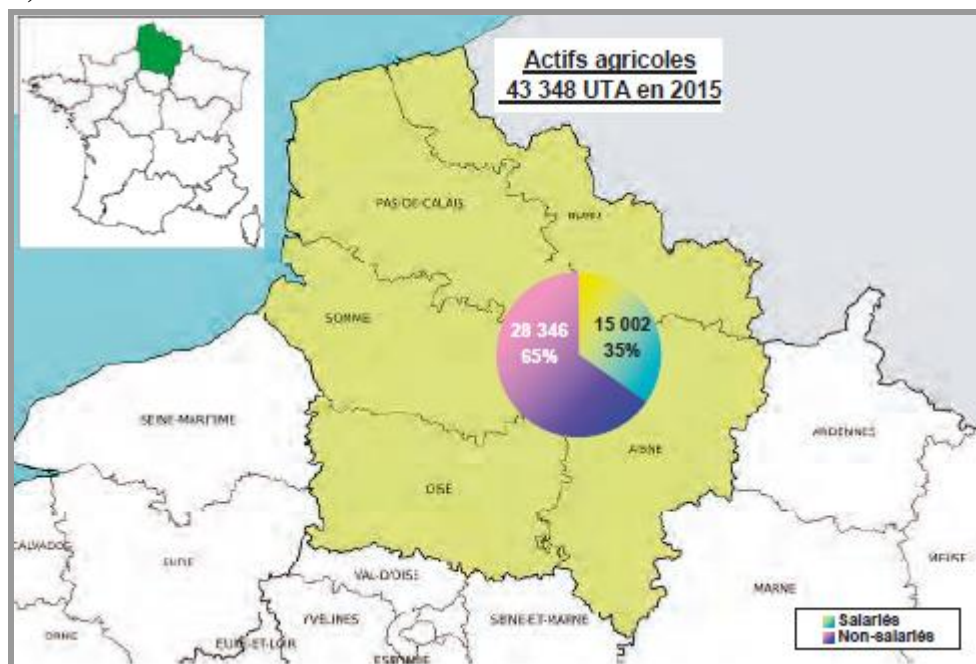 Actifs agricoles
43 348 UTA en 2015
PAS-DE-CALAIS
NORD
SOMME
28 346
65%
15 002
35%
SEINE-MARITIME
ARDENNES
AISNE
OISE
CALVADOS
EURE
VAL-D'OISE
MEUSE
MARNE
YVELINES
SEINE-ET-MARNE
ORNE
EURE-ET-LOIR
ESSONNE
Salariés
Non-salariés